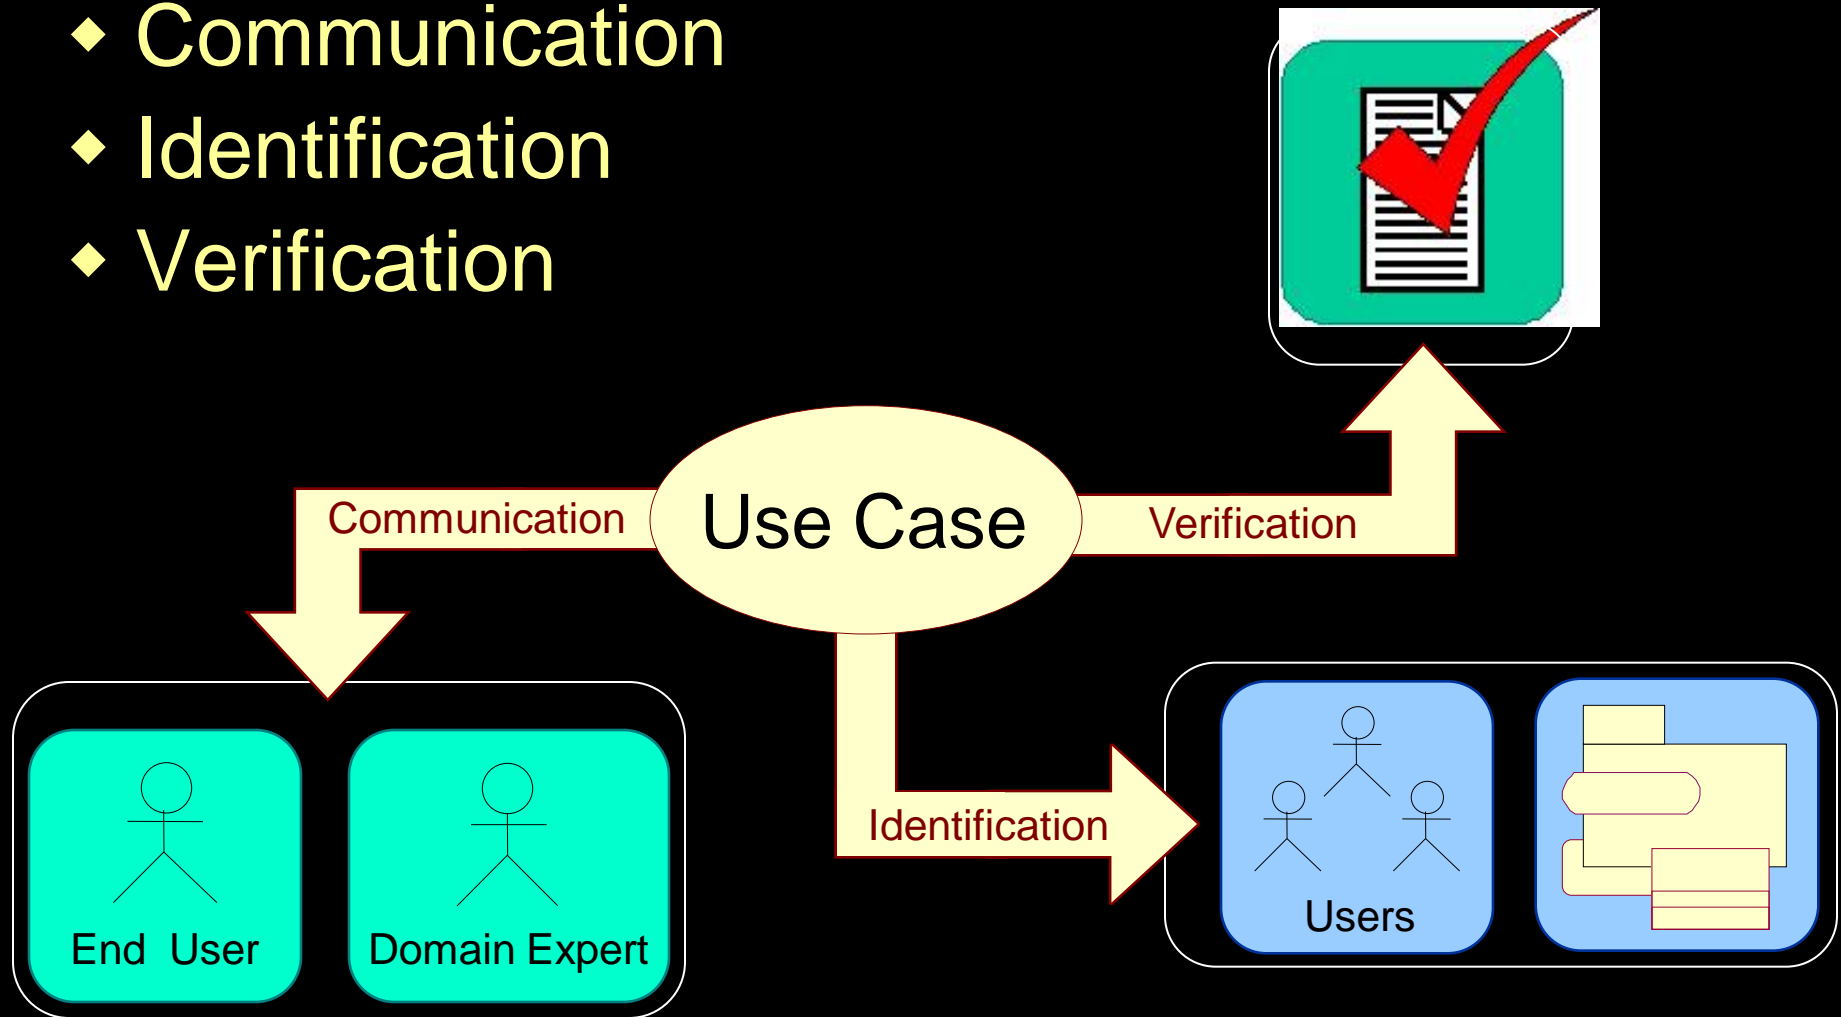 Communication
Identification
Verification
Communication
Use Case
Verification
Identification
End User
Domain Expert
Users